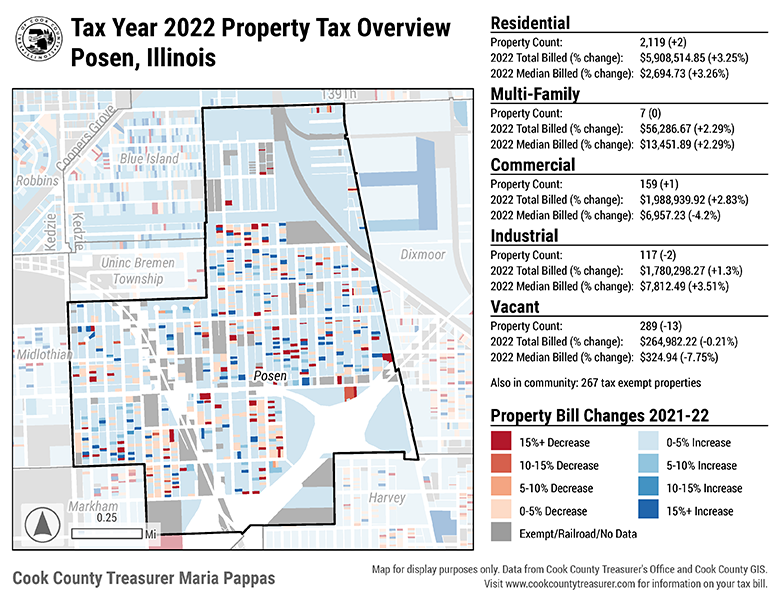 Tax Year 2022 Property Tax Overview
Posen, Illinois
Residential
Property Count: 2,119 (+2)
2022 Total Billed (% change): $5,908,514.85 (+3.25%)
2022 Median Billed (% change): $2,694.73 (+3.26%)
Multi-Family
Property Count: 7 (0)
2022 Total Billed (% change): $56,286.67 (+2.29%)
2022 Median Billed (% change): $13,451.89 (+2.29%)
Commercial
Property Count: 159 (+1)
2022 Total Billed (% change): $1,988,939.92 (+2.83%)
2022 Median Billed (% change): $6,957.23 (-4.2%)
Industrial
Property Count: 117 (-2)
2022 Total Billed (% change): $1,780,298.27 (+1.3%)
2022 Median Billed (% change): $7,812.49 (+3.51%)
Vacant
Property Count: 289 (-13)
2022 Total Billed (% change): $264,982.22 (-0.21%)
2022 Median Billed (% change): $324.94 (-7.75%)
Also in community: 267 tax exempt properties
Property Bill Changes 2021-22
15%+ Decrease
10-15% Decrease
5-10% Decrease
0-5% Decrease
Exempt/Railroad/No Data
0-5% Increase
5-10% Increase
10-15% Increase
15%+ Increase
139th
Coopers Grove
Blue Island
Robbins
Kedzie
Kedzie
Uninc Bremen
Township
Dixmoor
Midlothian
Posen
Markham
Harvey
0.25
Mi
Cook County Treasurer Maria Pappas
Map for display purposes only. Data from Cook County Treasurer's Office and Cook County GIS.
Visit www.cookcountytreasurer.com for information on your tax bill.